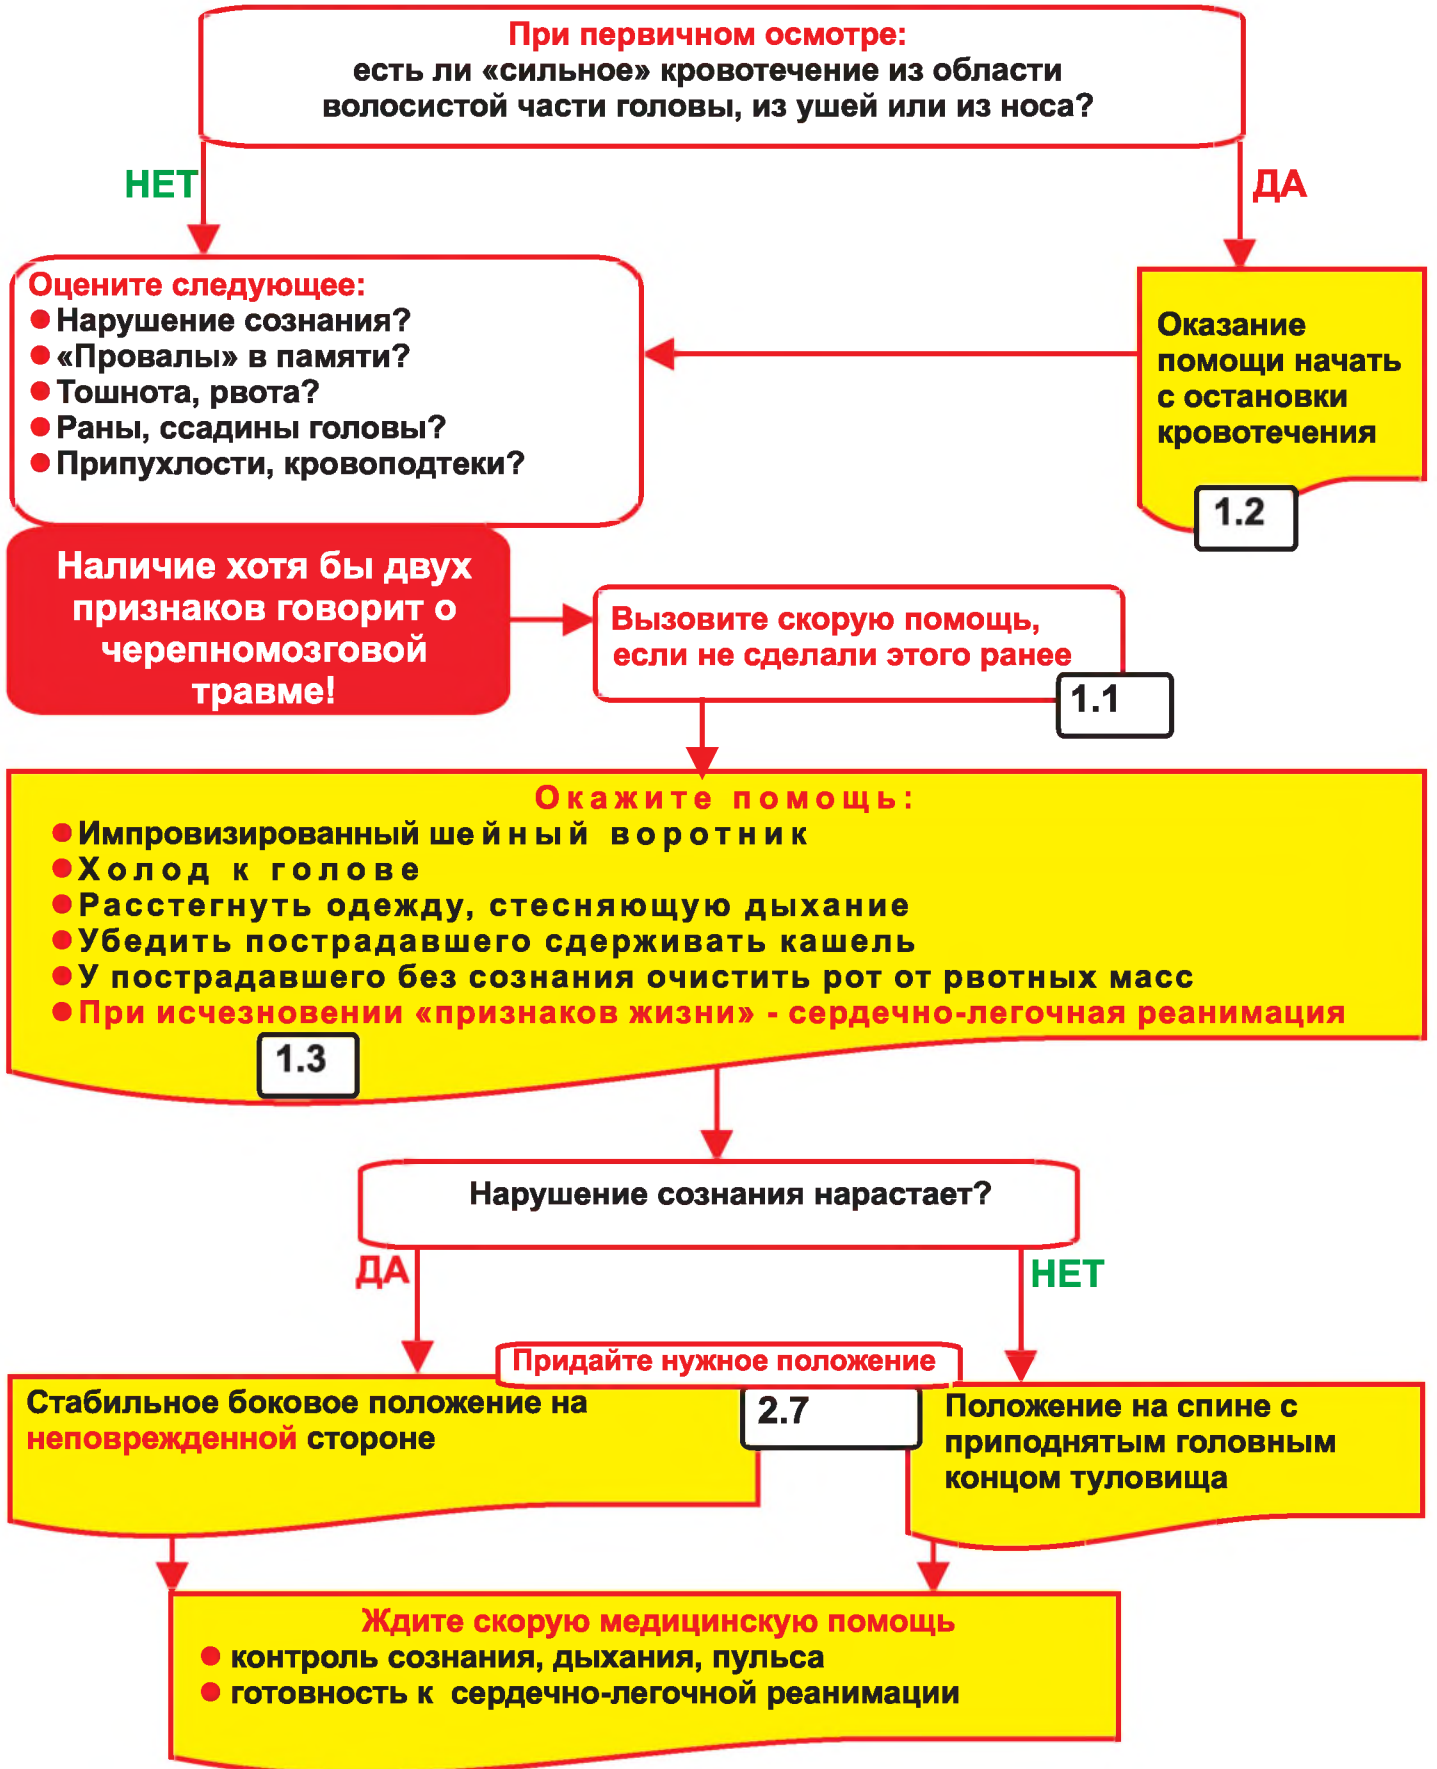 При первичном осмотре:
есть ли «сильное» кровотечение из области
волосистой части головы, из ушей или из носа?
НЕТ
ДА
Оцените следующее:
Нарушение сознания?
«Провалы» в памяти?
Тошнота, рвота?
Раны, ссадины головы?
Припухлости, кровоподтеки?
Оказание
помощи начать
с остановки
кровотечения
1.2
Наличие хотя бы двух
признаков говорит о
черепномозговой
травме!
Вызовите скорую помощь,
если не сделали этого ранее
1.1
Окажите помощь:
Импровизированный шейный воротник
Холод к голове
Расстегнуть одежду, стесняющую дыхание
Убедить пострадавшего сдерживать кашель
У пострадавшего без сознания очистить рот от рвотных масс
При исчезновении «признаков жизни» - сердечно-легочная реанимация
1.3
Нарушение сознания нарастает?
ДА
НЕТ
Придайте нужное положение
2.7
Стабильное боковое положение на
неповрежденной стороне
Положение на спине с
приподнятым головным
концом туловища
Ждите скорую медицинскую помощь
контроль сознания, дыхания, пульса
готовность к сердечно-легочной реанимации